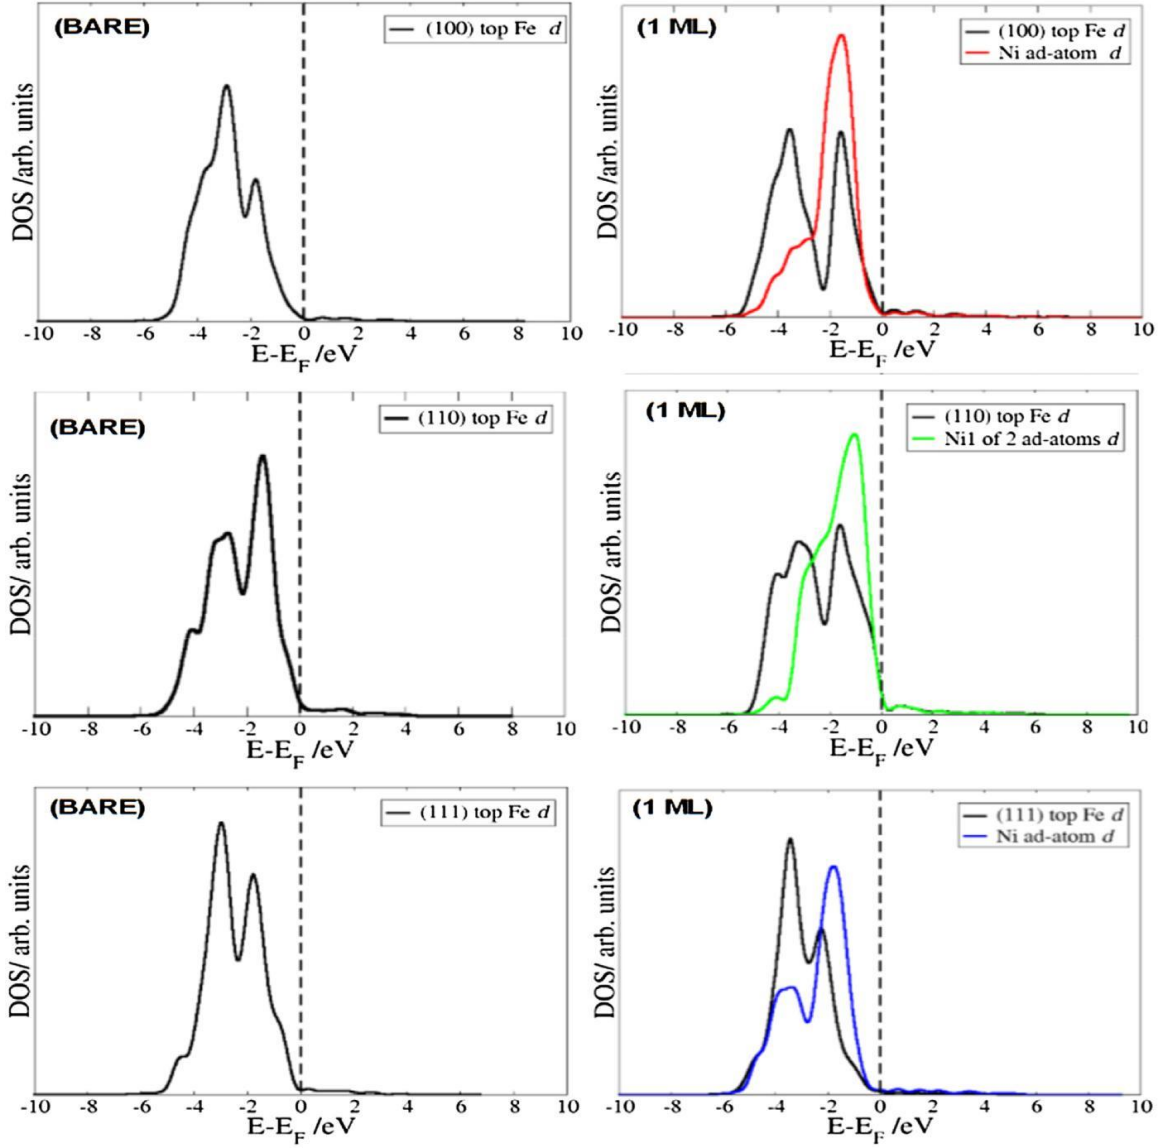 (BARE)
(100) top Fe d
DOS /arb. units
-10 -8 -6 -4 -2 0 2 4 6 8 10
E-EF /eV
(1 ML)
(100) top Fe d
Ni ad-atom d
DOS /arb. units
-10 -8 -6 -4 -2 0 2 4 6 8 10
E-EF /eV
(BARE)
(110) top Fe d
DOS/ arb. units
-10 -8 -6 -4 -2 0 2 4 6 8 10
E-EF /eV
(1 ML)
(110) top Fe d
Ni1 of 2 ad-atoms d
DOS/ arb. units
-10 -8 -6 -4 -2 0 2 4 6 8 10
E-EF /eV
(BARE)
(111) top Fe d
DOS/ arb. units
-10 -8 -6 -4 -2 0 2 4 6 8 10
E-EF /eV
(1 ML)
(111) top Fe d
Ni ad-atom d
DOS/ arb. units
-10 -8 -6 -4 -2 0 2 4 6 8 10
E-EF /eV